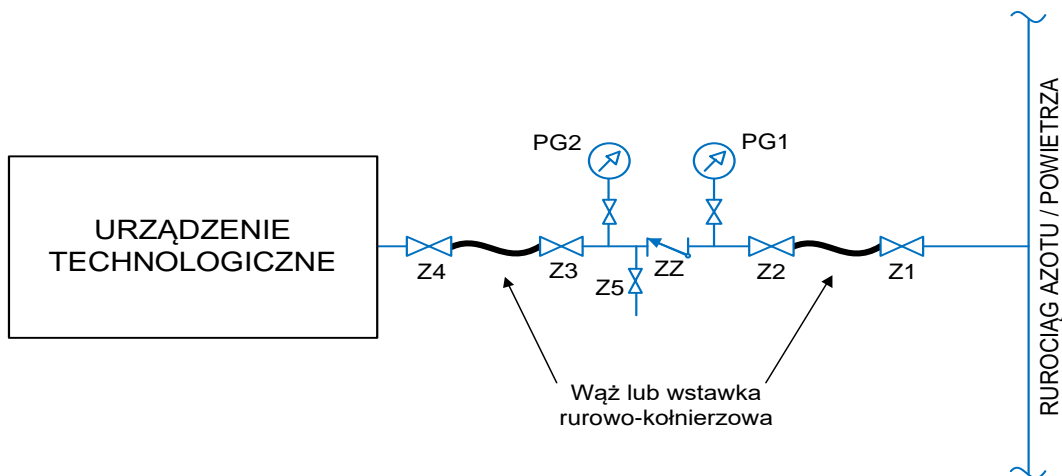 PG2
PG1
URZĄDZENIE
TECHNOLOGICZNE
Z4
Z3
Z5
ZZ
Z2
Z1
Wąż lub wstawka
rurowo-kołnierzowa
RUROCIĄG AZOTU / POWIETRZA